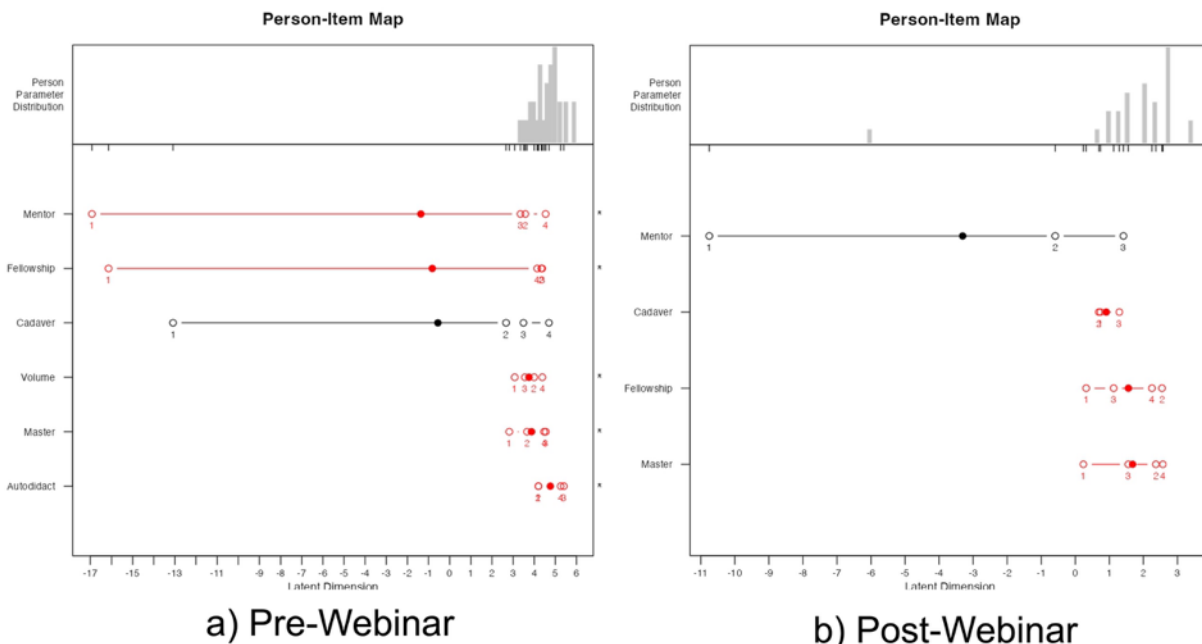 Person-Item Map
Person
Parameter
Distribution
Mentor
1 3 2 4 *
Fellowship
1 4 *
Cadaver
1 2 3 4
Volume
1 3 2 4 *
Master
1 2 *
Autodidact
*
-17 -15 -13 -11 -9 -8 -7 -6 -5 -4 -3 -2 -1 0 1 2 3 4 5 6
Latent Dimension
a) Pre-Webinar
Person-Item Map
Person
Parameter
Distribution
Mentor
1 2 3
Cadaver
3
Fellowship
1 3 4 2
Master
1 3 2 4
-11 -10 -9 -8 -7 -6 -5 -4 -3 -2 -1 0 1 2 3
Latent Dimension
b) Post-Webinar